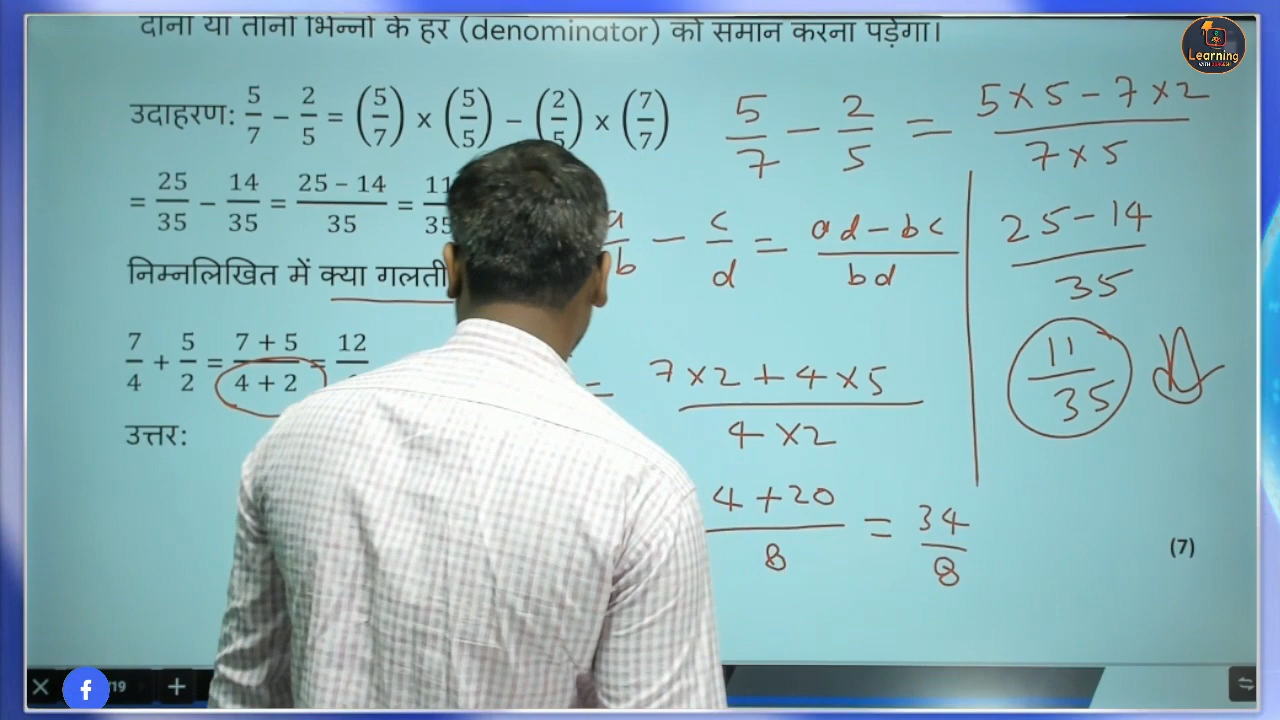 दोनों या तीनों भिन्नों के हर (denominator) को समान करना पड़ेगा।
उदाहरण: 5/7 − 2/5 = (5/7) × (5/5) − (2/5) × (7/7)
= 25/35 − 14/35 = (25 − 14)/35 = 11/35
निम्नलिखित में क्या गलती
7/4 + 5/2 = (7 + 5)/(4 + 2) = 12/
उत्तर:
5/7 − 2/5 = (5×5 − 7×2)/(7×5)
a/b − c/d = (ad − bc)/bd
(25−14)/35
11/35
= (7×2 + 4×5)/(4×2)
4 + 20/8 = 34/8
(7)
/19
Learning
f